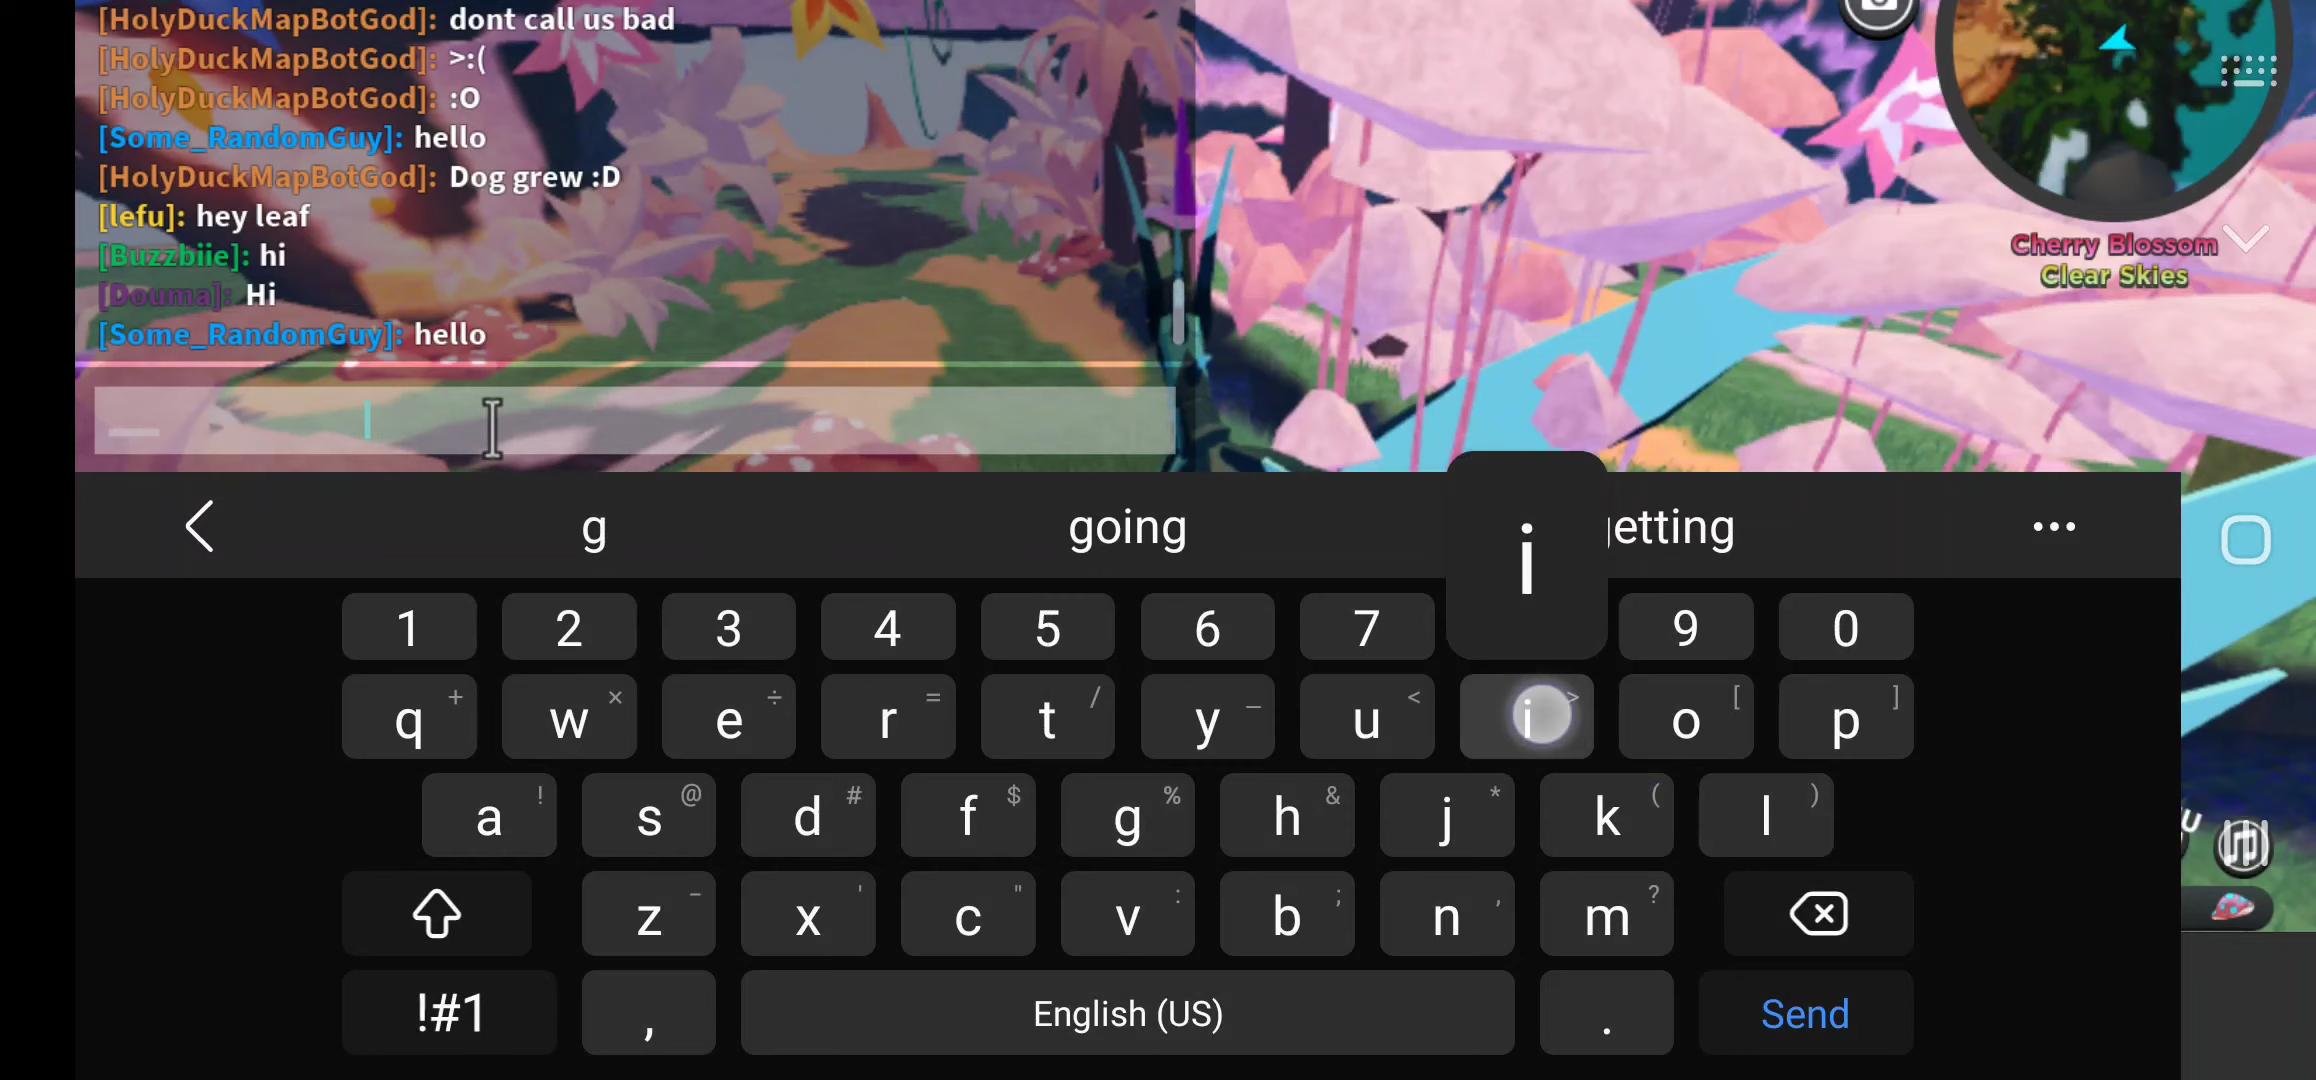 [HolyDuckMapBotGod]: dont call us bad
[HolyDuckMapBotGod]: >:(
[HolyDuckMapBotGod]: :O
[Some_RandomGuy]: hello
[HolyDuckMapBotGod]: Dog grew :D
[lefu]: hey leaf
[Buzzbiie]: hi
[Douma]: Hi
[Some_RandomGuy]: hello
Cherry Blossom
Clear Skies
g going etting ...
i
1 2 3 4 5 6 7 9 0
q + w × e ÷ r = t / y _ u < i > o [ p ]
a ! s @ d # f $ g % h & j * k ( l )
z - x ' c " v : b ; n , m ?
!#1 , English (US) . Send
U